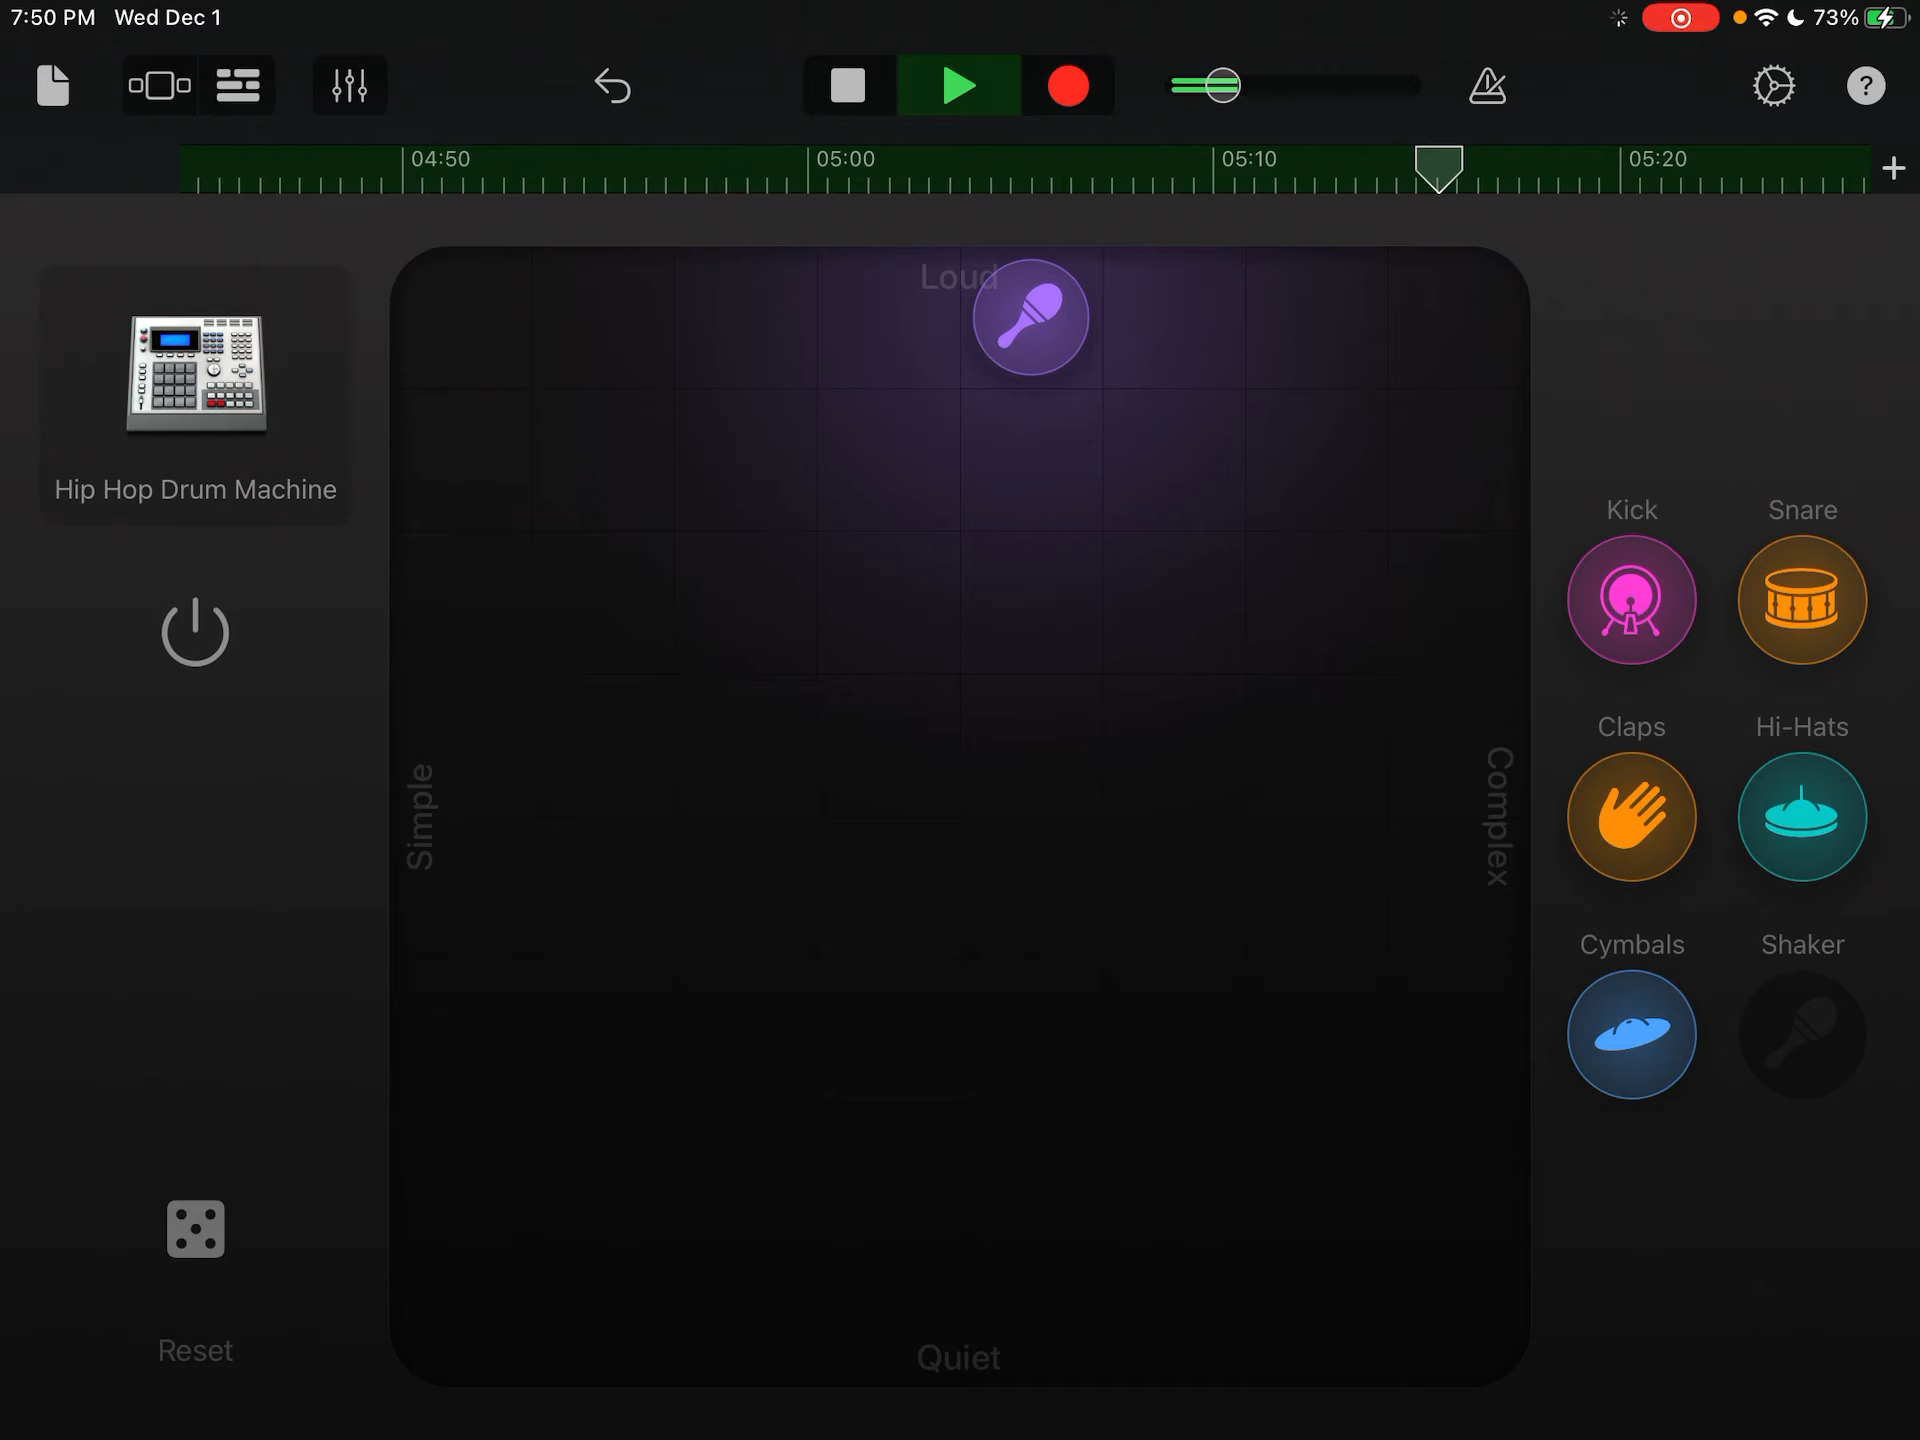 7:50 PM Wed Dec 1
73%
04:50
05:00
05:10
05:20
Loud
Hip Hop Drum Machine
Kick
Snare
Simple
Complex
Claps
Hi-Hats
Cymbals
Shaker
Reset
Quiet